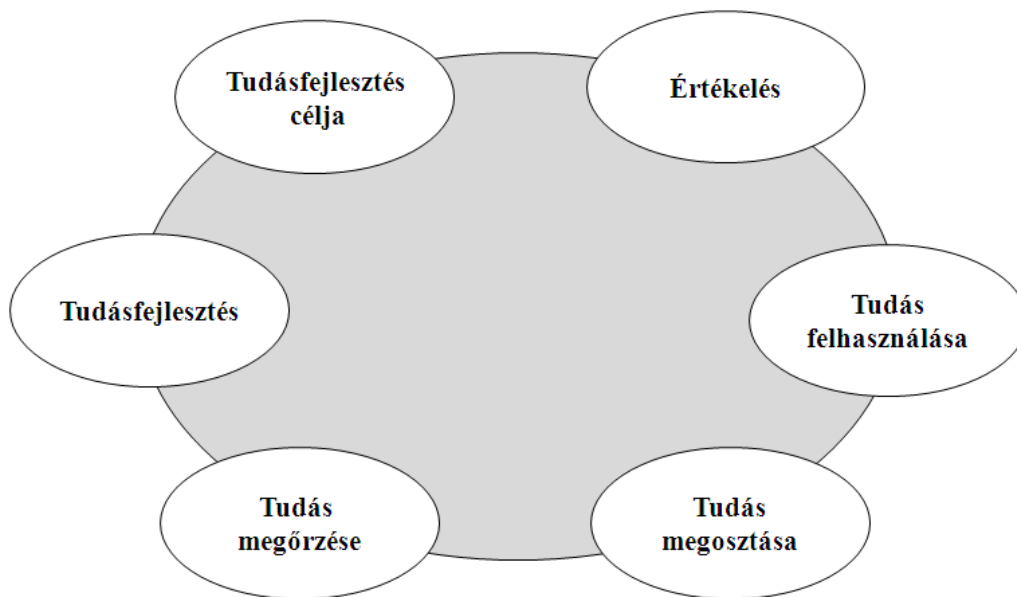 Tudásfejlesztés
célja
Értékelés
Tudásfejlesztés
Tudás
felhasználása
Tudás
megőrzése
Tudás
megosztása